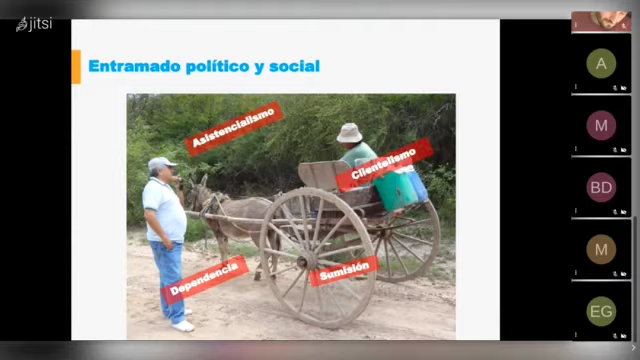 jitsi
Entramado político y social
Asistencialismo
Clientelismo
Dependencia
Sumisión
A
M
BD
M
EG